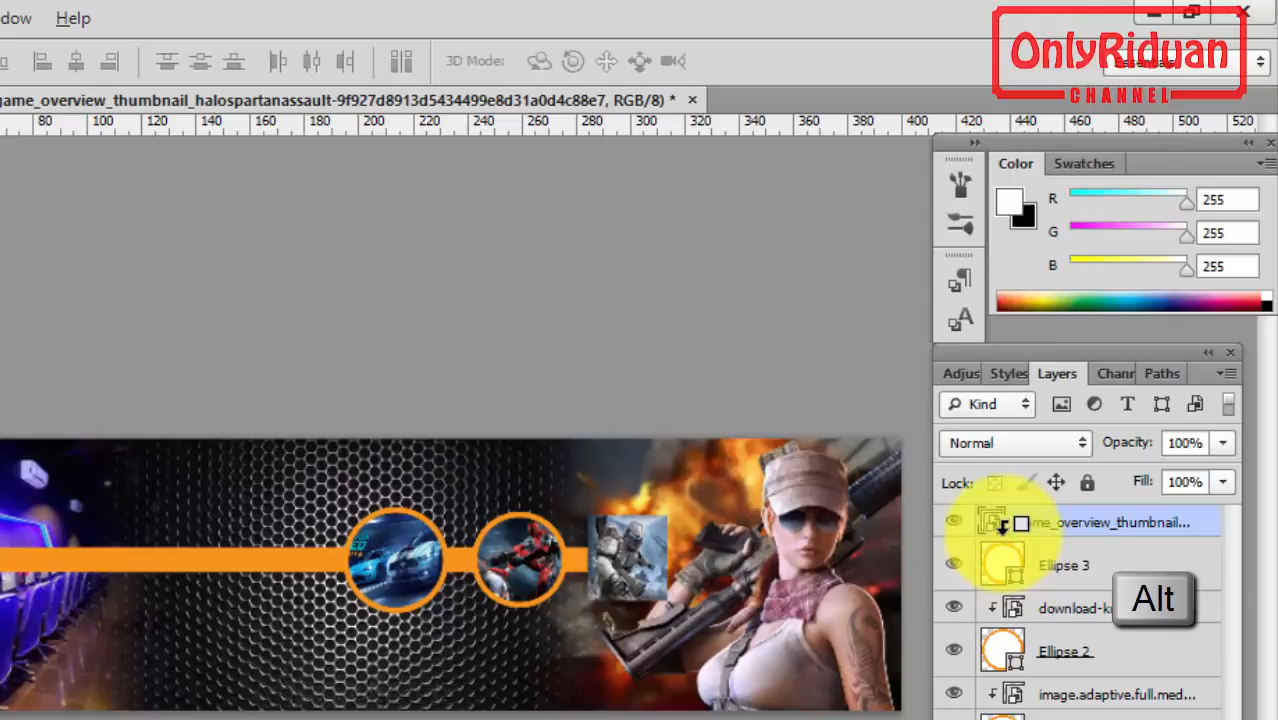 dow Help
OnlyRiduan
CHANNEL
3D Mode:
game_overview_thumbnail_halospartanassault-9f927d8913d5434499e8d31a0d4c88e7, RGB/8) * ×
80 100 120 140 160 180 200 220 240 260 280 300 320 340 360 380 400 420 440 460 480 500 520
Color Swatches
R 255
G 255
B 255
Adjus Styles Layers Chanr Paths
Kind
Normal Opacity: 100%
Lock: Fill: 100%
me_overview_thumbnail...
Ellipse 3
download-k
Alt
Ellipse 2
image.adaptive.full.med...